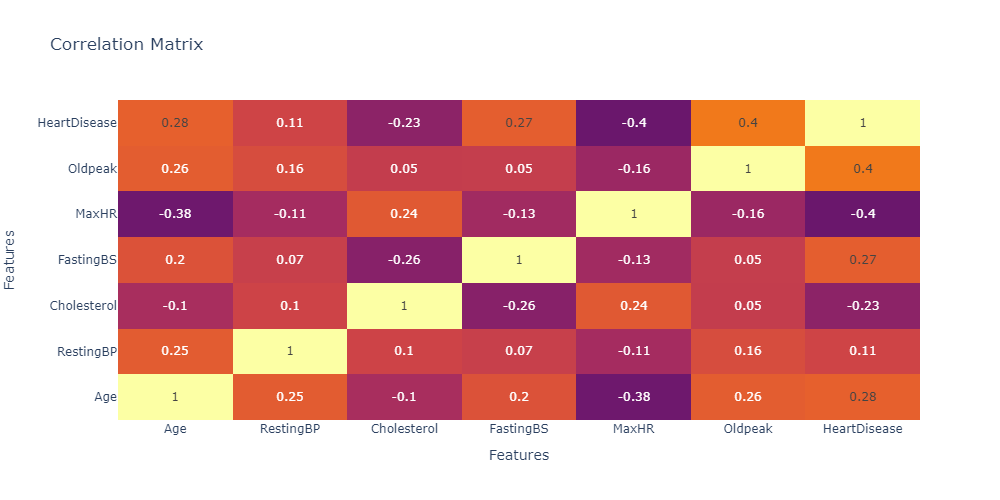 Correlation Matrix
HeartDisease 0.28 0.11 -0.23 0.27 -0.4 0.4 1
Oldpeak 0.26 0.16 0.05 0.05 -0.16 1 0.4
MaxHR -0.38 -0.11 0.24 -0.13 1 -0.16 -0.4
FastingBS 0.2 0.07 -0.26 1 -0.13 0.05 0.27
Cholesterol -0.1 0.1 1 -0.26 0.24 0.05 -0.23
RestingBP 0.25 1 0.1 0.07 -0.11 0.16 0.11
Age 1 0.25 -0.1 0.2 -0.38 0.26 0.28
Age RestingBP Cholesterol FastingBS MaxHR Oldpeak HeartDisease
Features
Features